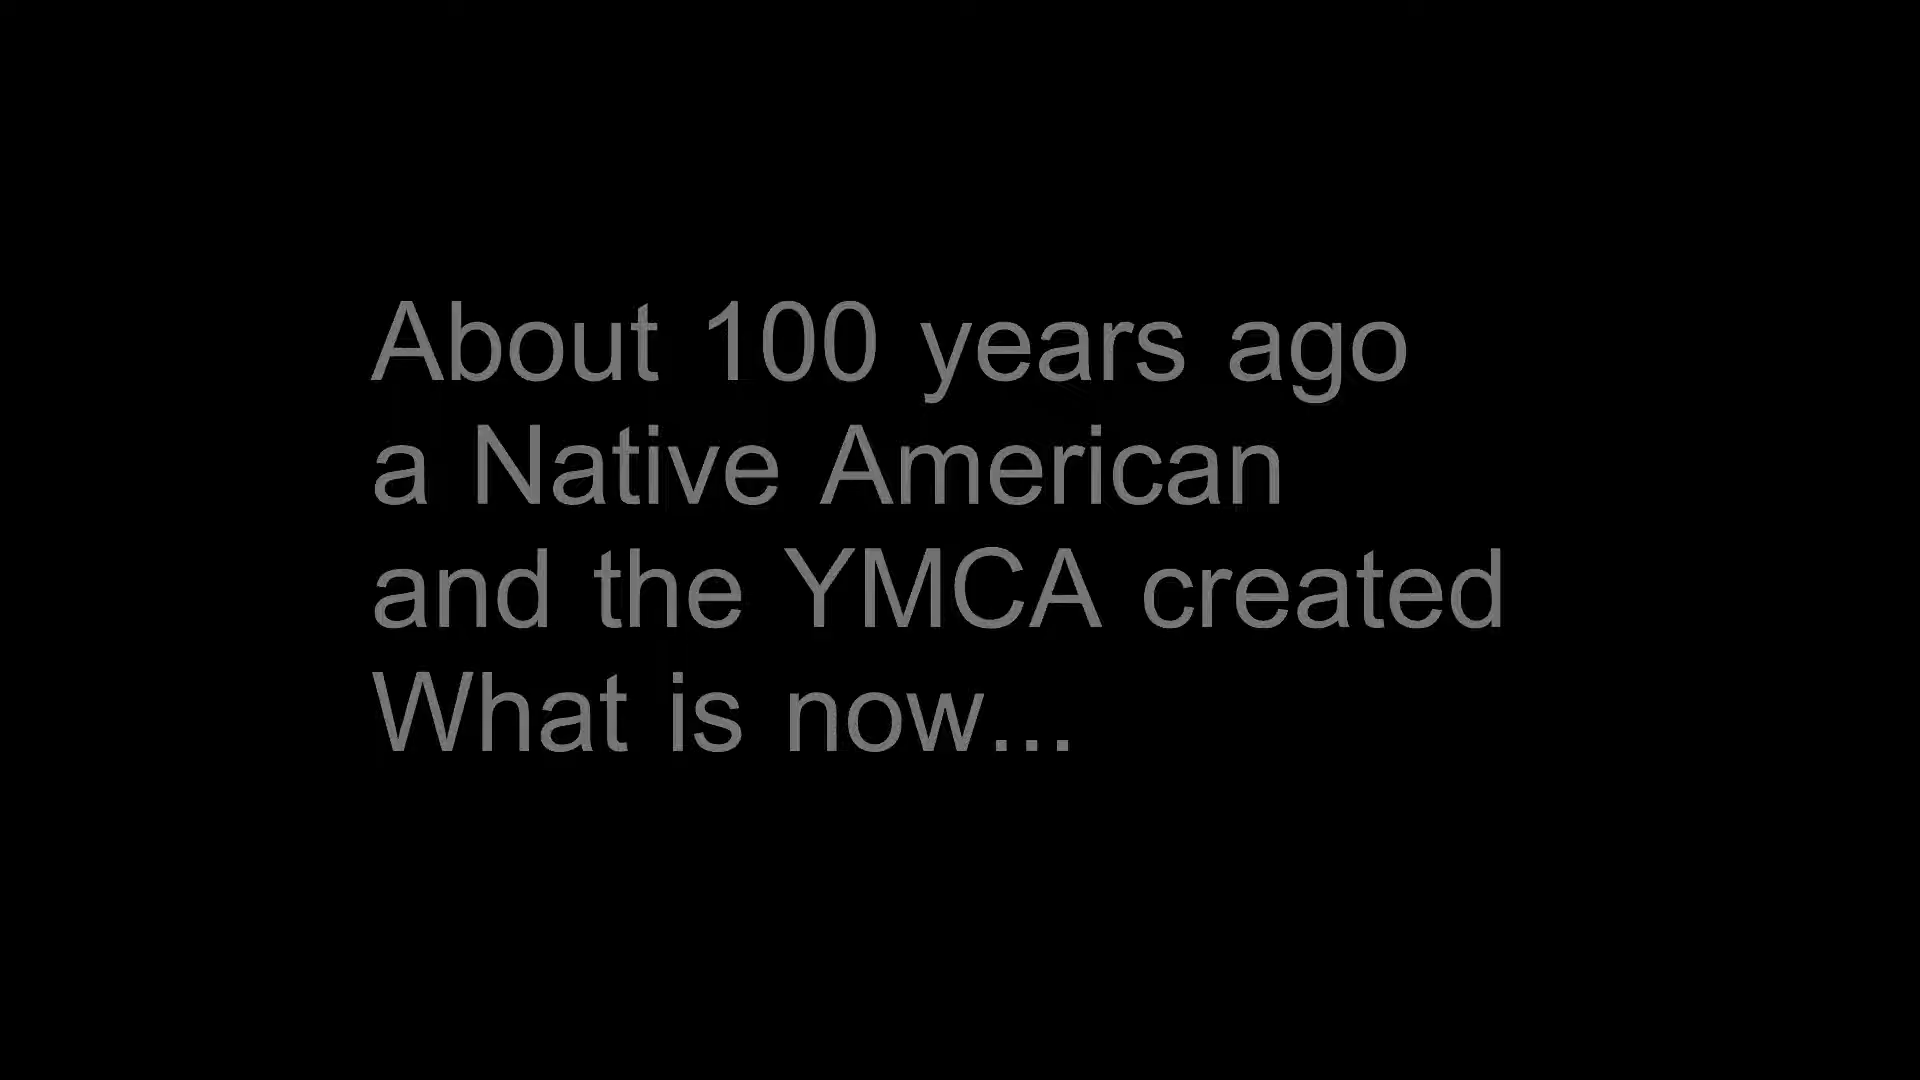 About 100 years ago
a Native American
and the YMCA created
What is now...